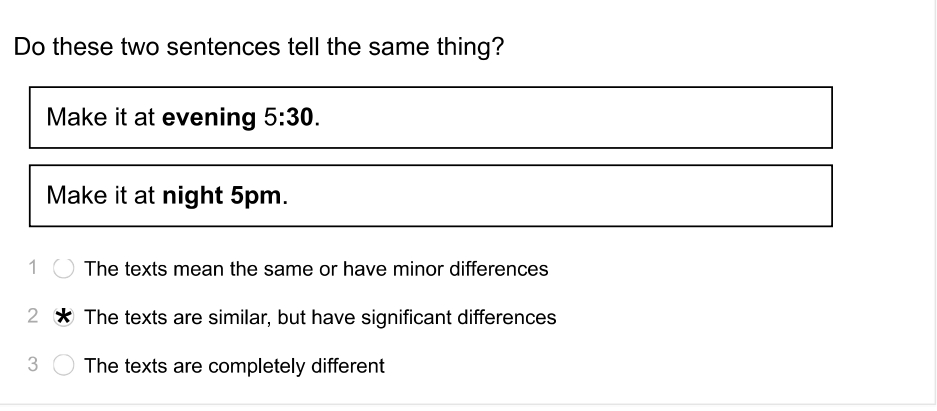 Do these two sentences tell the same thing?
Make it at evening 5:30.
Make it at night 5pm.
1 The texts mean the same or have minor differences
2 * The texts are similar, but have significant differences
3 The texts are completely different